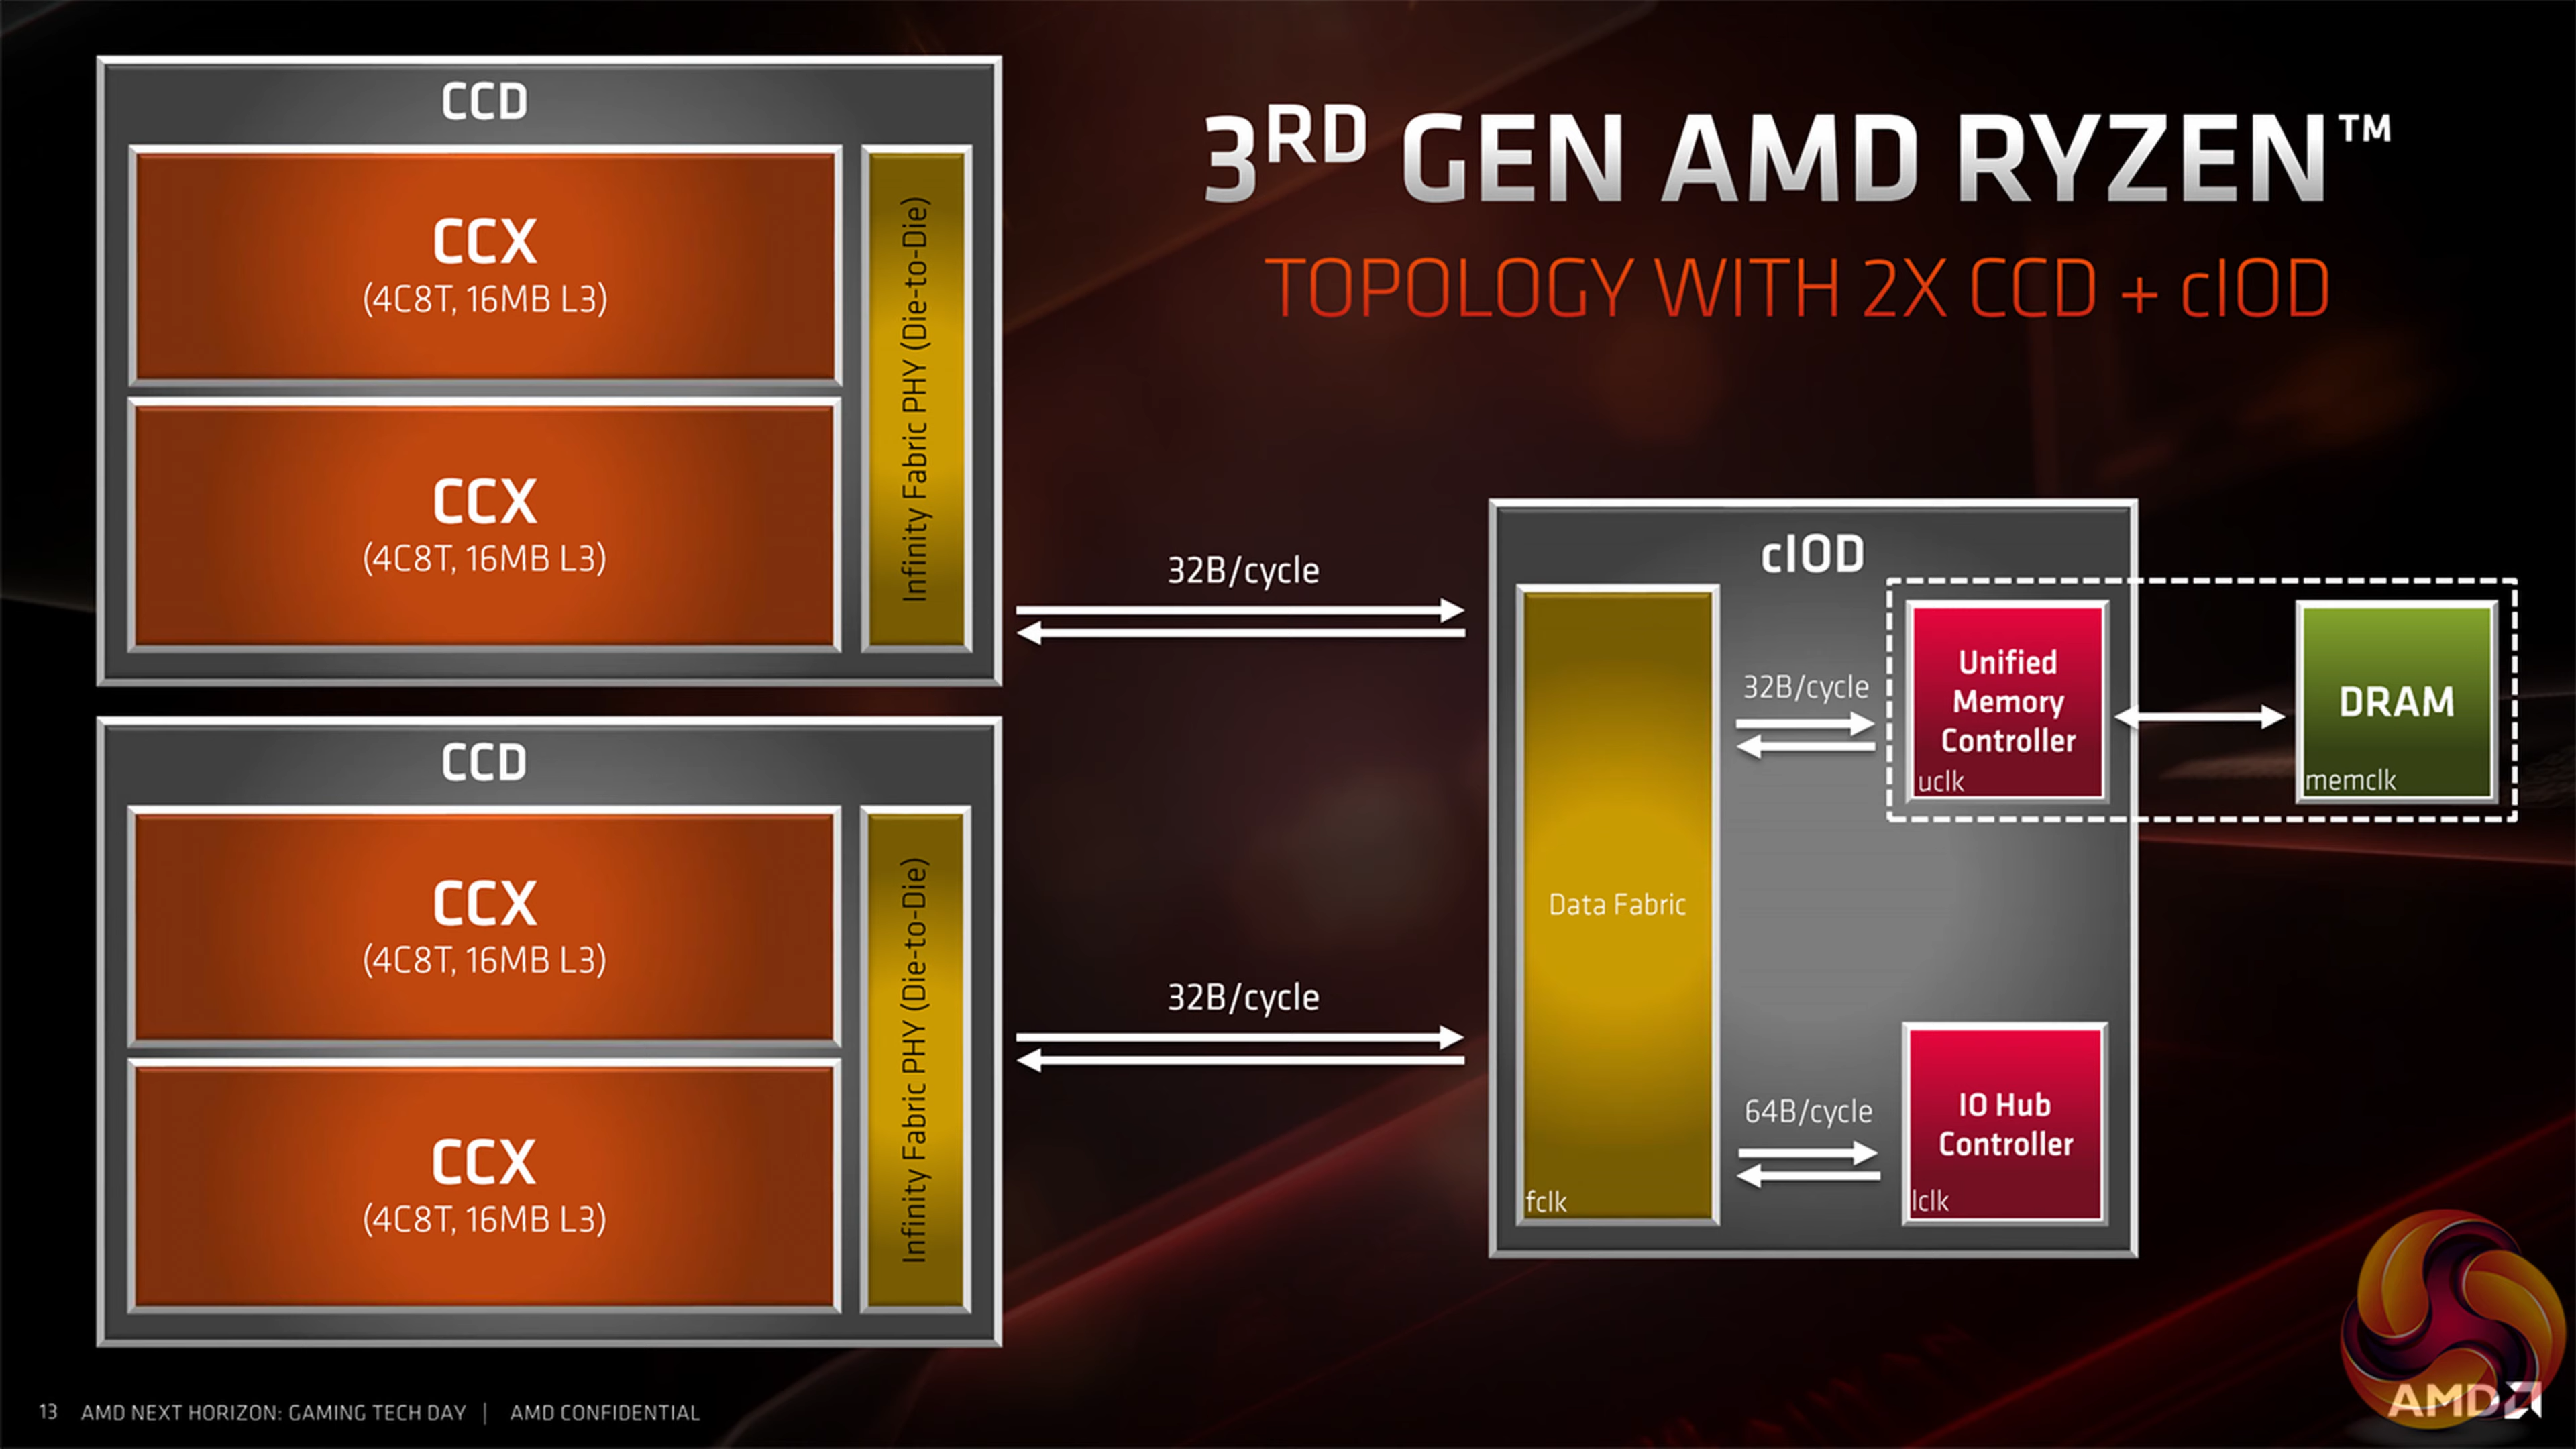 3RD GEN AMD RYZEN™
TOPOLOGY WITH 2X CCD + cIOD
CCD
CCX
(4C8T, 16MB L3)
CCX
(4C8T, 16MB L3)
Infinity Fabric PHY (Die-to-Die)
32B/cycle
CCD
CCX
(4C8T, 16MB L3)
CCX
(4C8T, 16MB L3)
Infinity Fabric PHY (Die-to-Die)
32B/cycle
cIOD
Data Fabric
fclk
32B/cycle
Unified
Memory
Controller
uclk
DRAM
memclk
64B/cycle
IO Hub
Controller
lclk
13 AMD NEXT HORIZON: GAMING TECH DAY | AMD CONFIDENTIAL
AMD